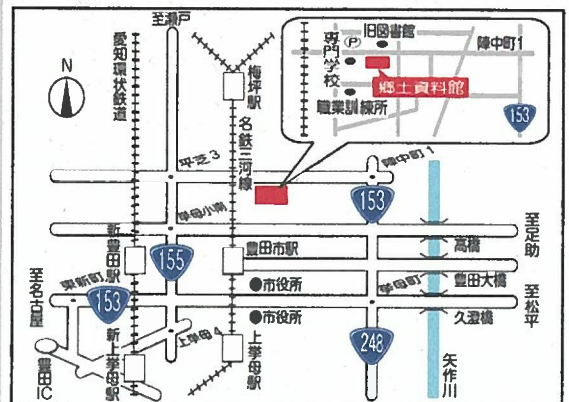 至瀬戸
N
愛知環状鉄道
梅坪駅
名鉄三河線
専門学校
P
旧図書館
陣中町1
郷土資料館
職業訓練所
153
平芝3
陣中町1
153
挙母小南
高橋
至足助
新豊田駅
155
豊田市駅
市役所
市役所
挙母町
豊田大橋
至名古屋
東新町
153
久澄橋
至松平
新上挙母駅
上挙母4
上挙母駅
248
矢作川
豊田IC